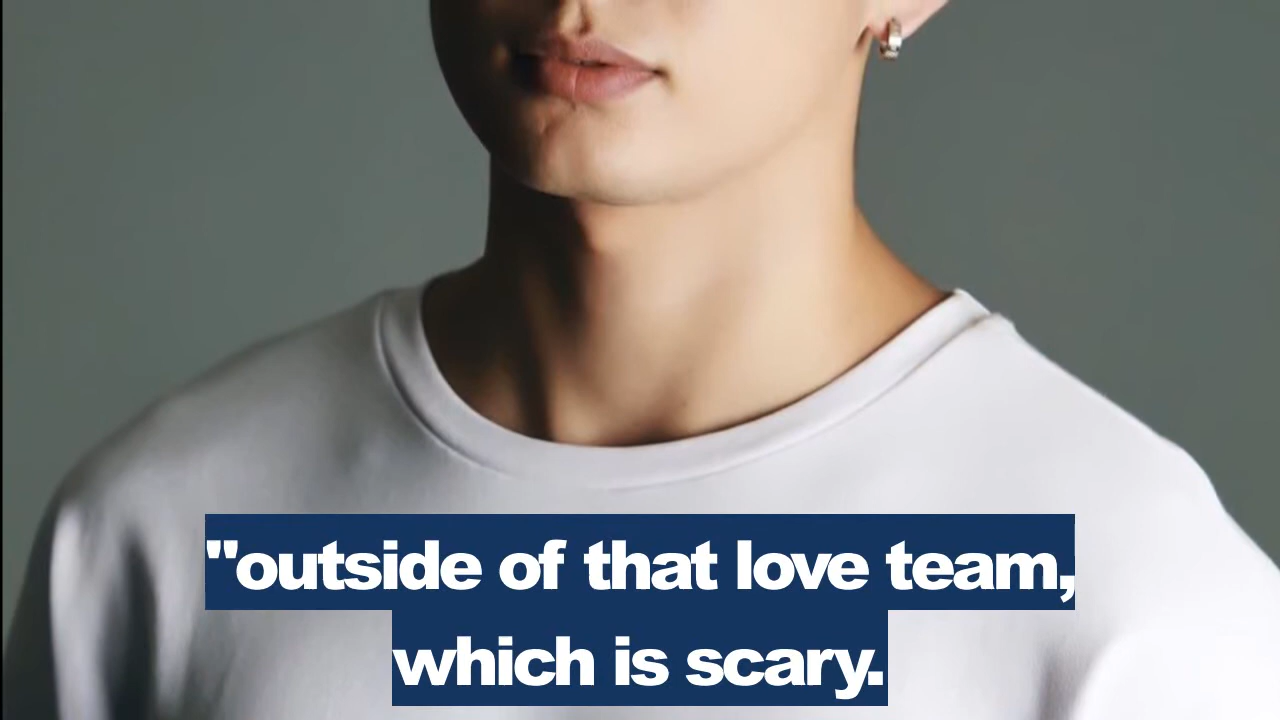 "outside of that love team,
which is scary.